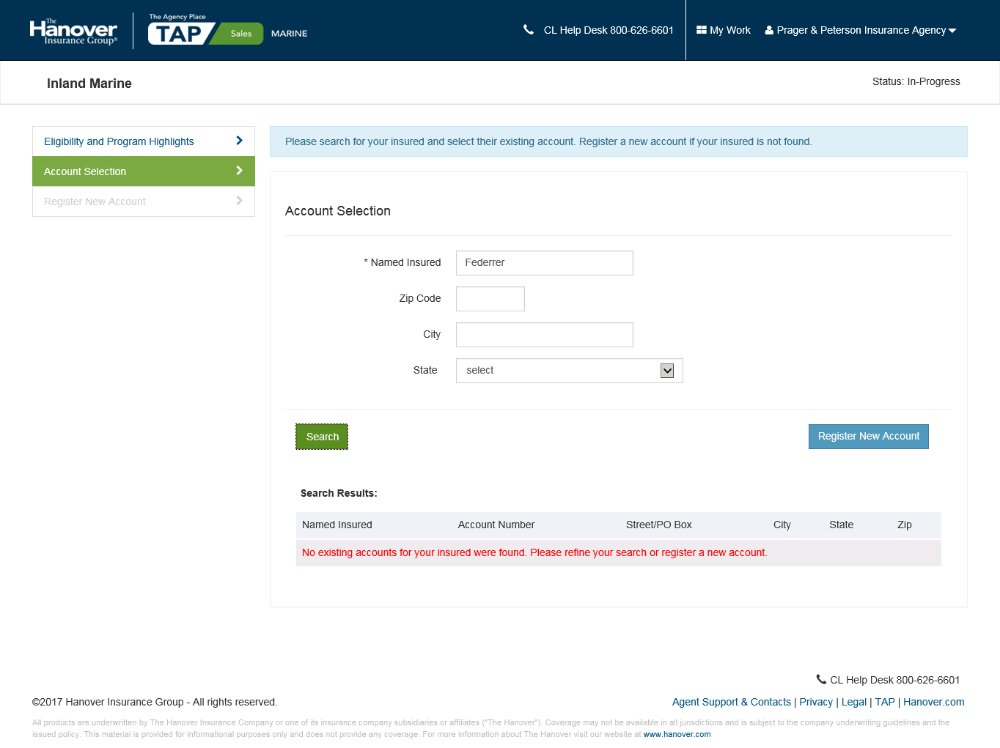 The Hanover Insurance Group®
The Agency Place
TAP Sales MARINE
CL Help Desk 800-626-6601
My Work
Prager & Peterson Insurance Agency
Inland Marine
Status: In-Progress
Eligibility and Program Highlights
Account Selection
Register New Account
Please search for your insured and select their existing account. Register a new account if your insured is not found.
Account Selection
* Named Insured Federrer
Zip Code
City
State select
Search
Register New Account
Search Results:
Named Insured Account Number Street/PO Box City State Zip
No existing accounts for your insured were found. Please refine your search or register a new account.
CL Help Desk 800-626-6601
©2017 Hanover Insurance Group - All rights reserved.
Agent Support & Contacts | Privacy | Legal | TAP | Hanover.com
All products are underwritten by The Hanover Insurance Company or one of its insurance company subsidiaries or affiliates ("The Hanover"). Coverage may not be available in all jurisdictions and is subject to the company underwriting guidelines and the
issued policy. This material is provided for informational purposes only and does not provide any coverage. For more information about The Hanover visit our website at www.hanover.com